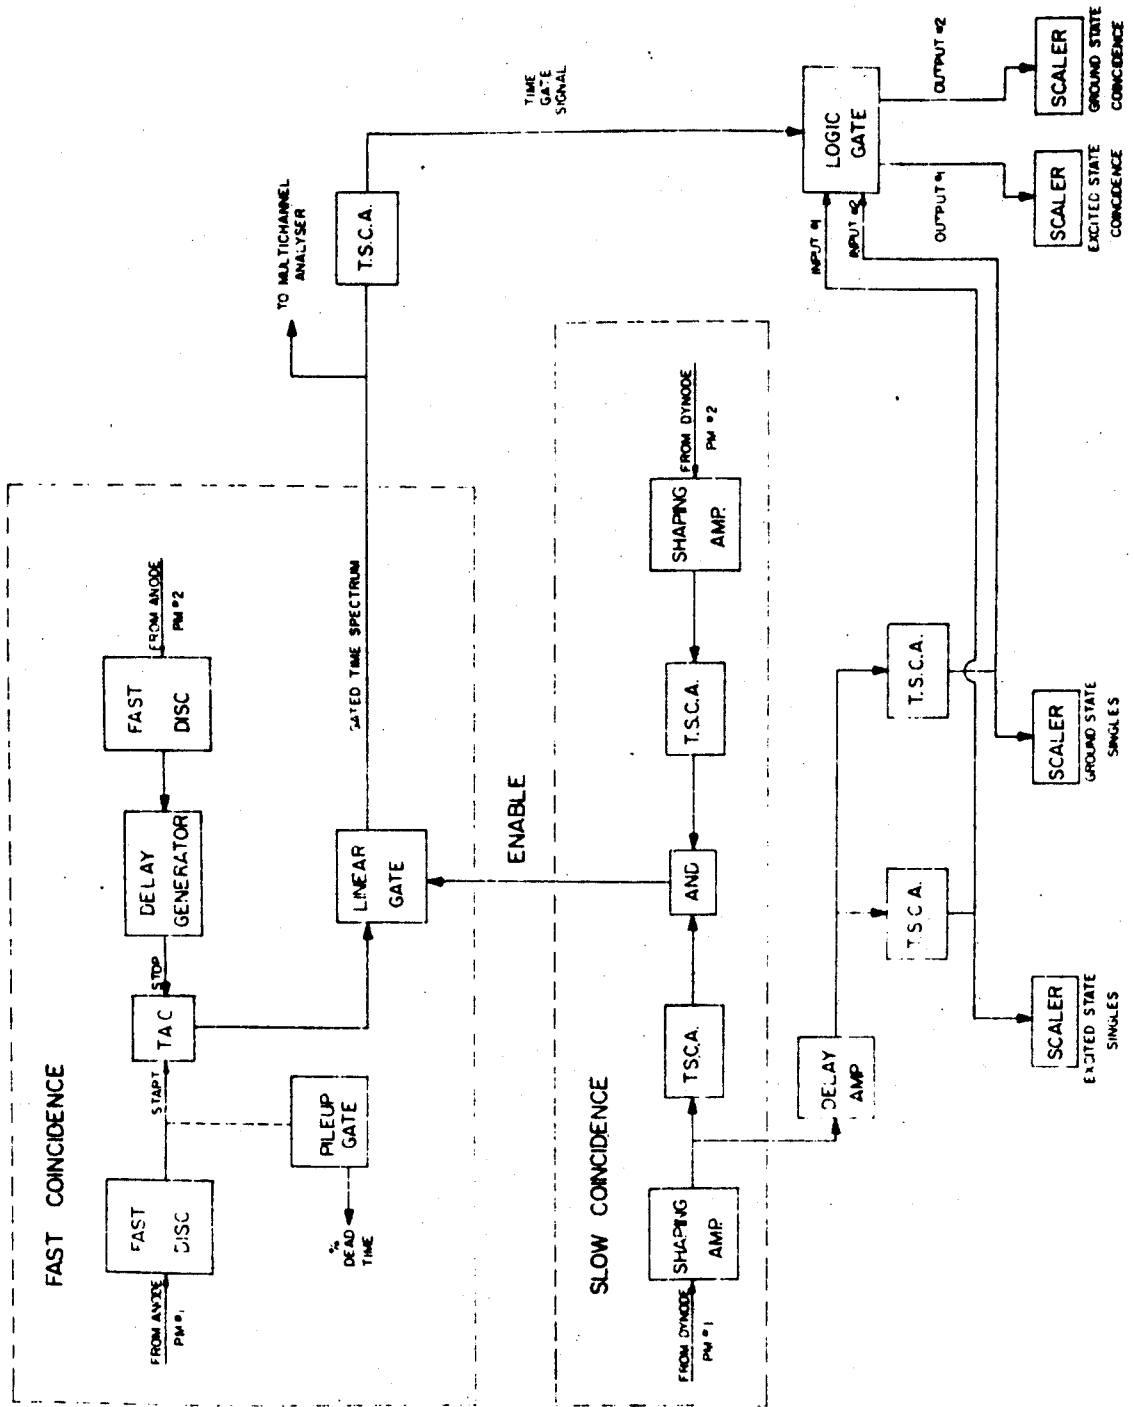 FAST COINCIDENCE
FROM ANODE
PM #1
FAST
DISC
START
T.A.C
STOP
DELAY
GENERATOR
FAST
DISC
FROM ANODE
PM #2
PILEUP
GATE
%
DEAD
TIME
LINEAR
GATE
GATED TIME SPECTRUM
TO MULTICHANNEL
ANALYSER
T.S.C.A.
TIME
GATE
SIGNAL
ENABLE
SLOW COINCIDENCE
FROM DYNODE
PM #1
SHAPING
AMP.
T.S.C.A.
AND
T.S.C.A.
SHAPING
AMP.
FROM DYNODE
PM #2
DELAY
AMP
T.S.C.A.
T.S.C.A.
INPUT #1
INPUT #2
LOGIC
GATE
OUTPUT #1
OUTPUT #2
SCALER
EXCITED STATE
SINGLES
SCALER
GROUND STATE
SINGLES
SCALER
EXCITED STATE
COINCIDENCE
SCALER
GROUND STATE
COINCIDENCE